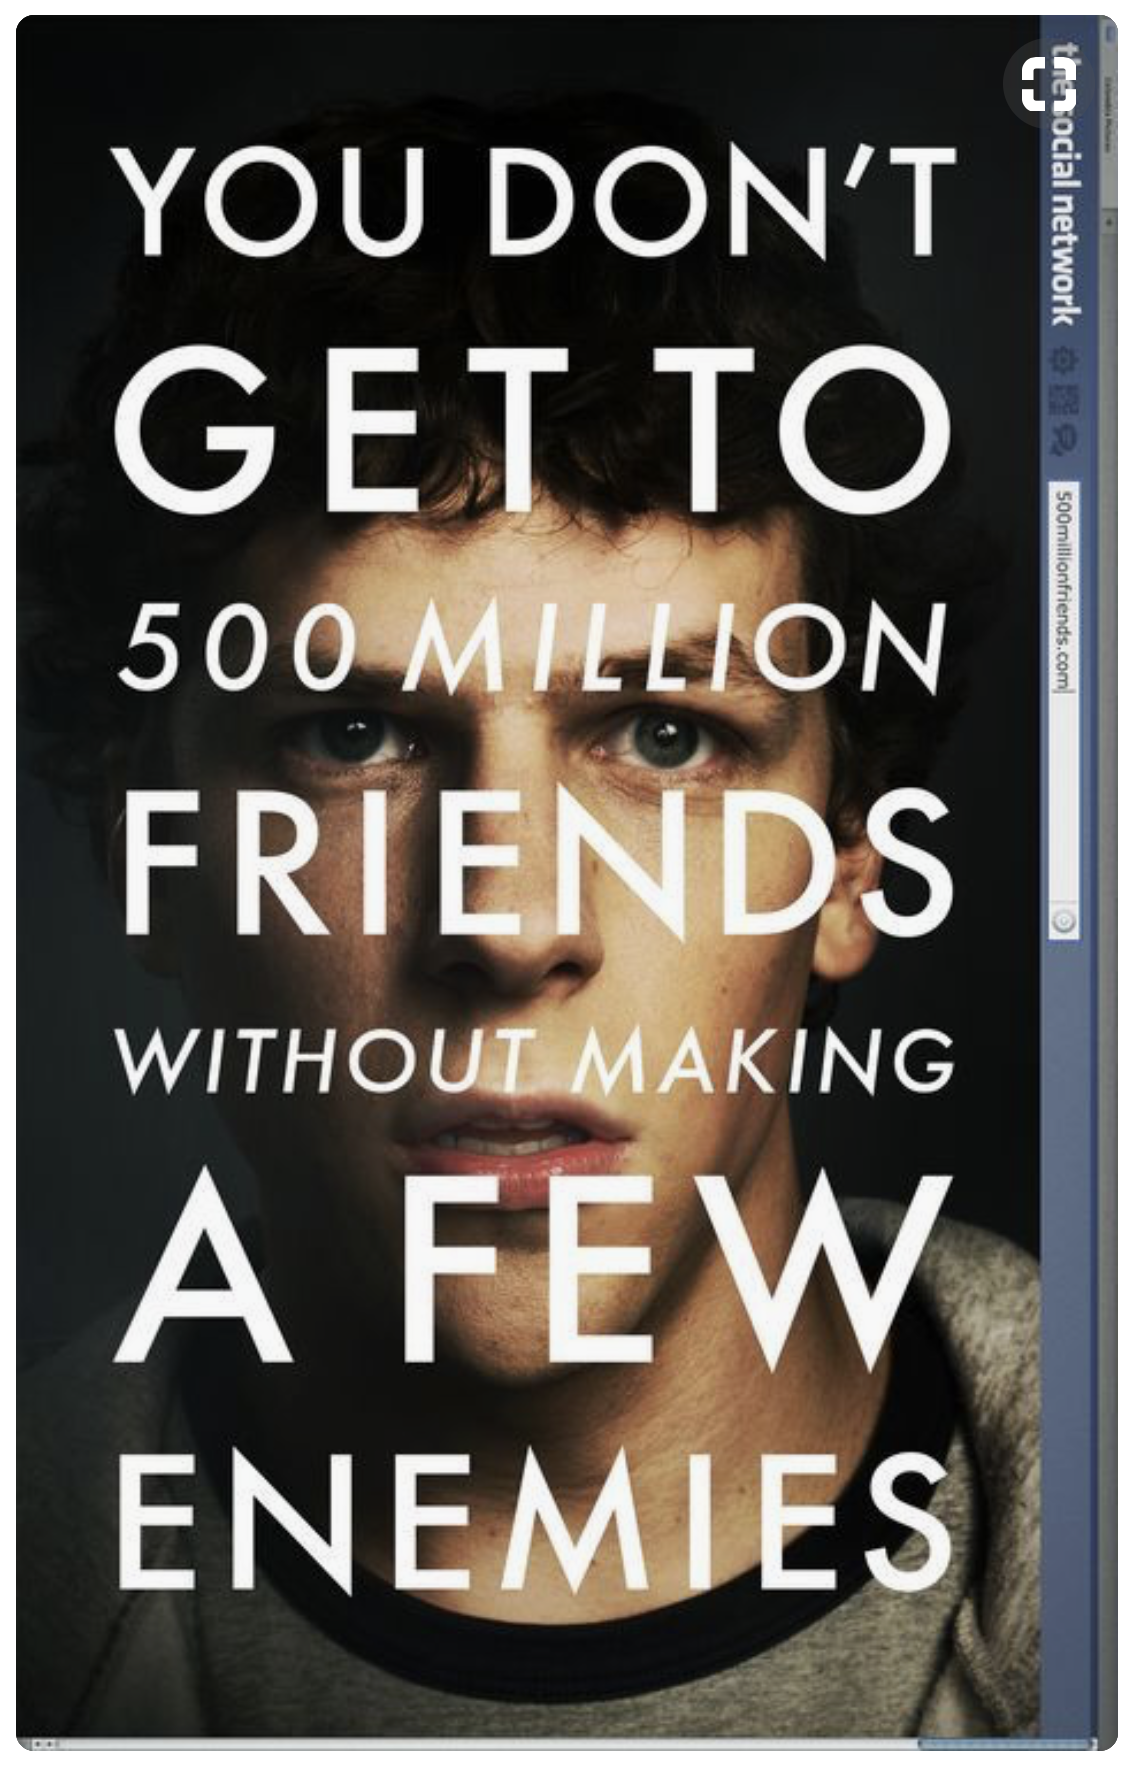 YOU DON'T
GET TO
500 MILLION
FRIENDS
WITHOUT MAKING
A FEW
ENEMIES
the social network
500millionfriends.com